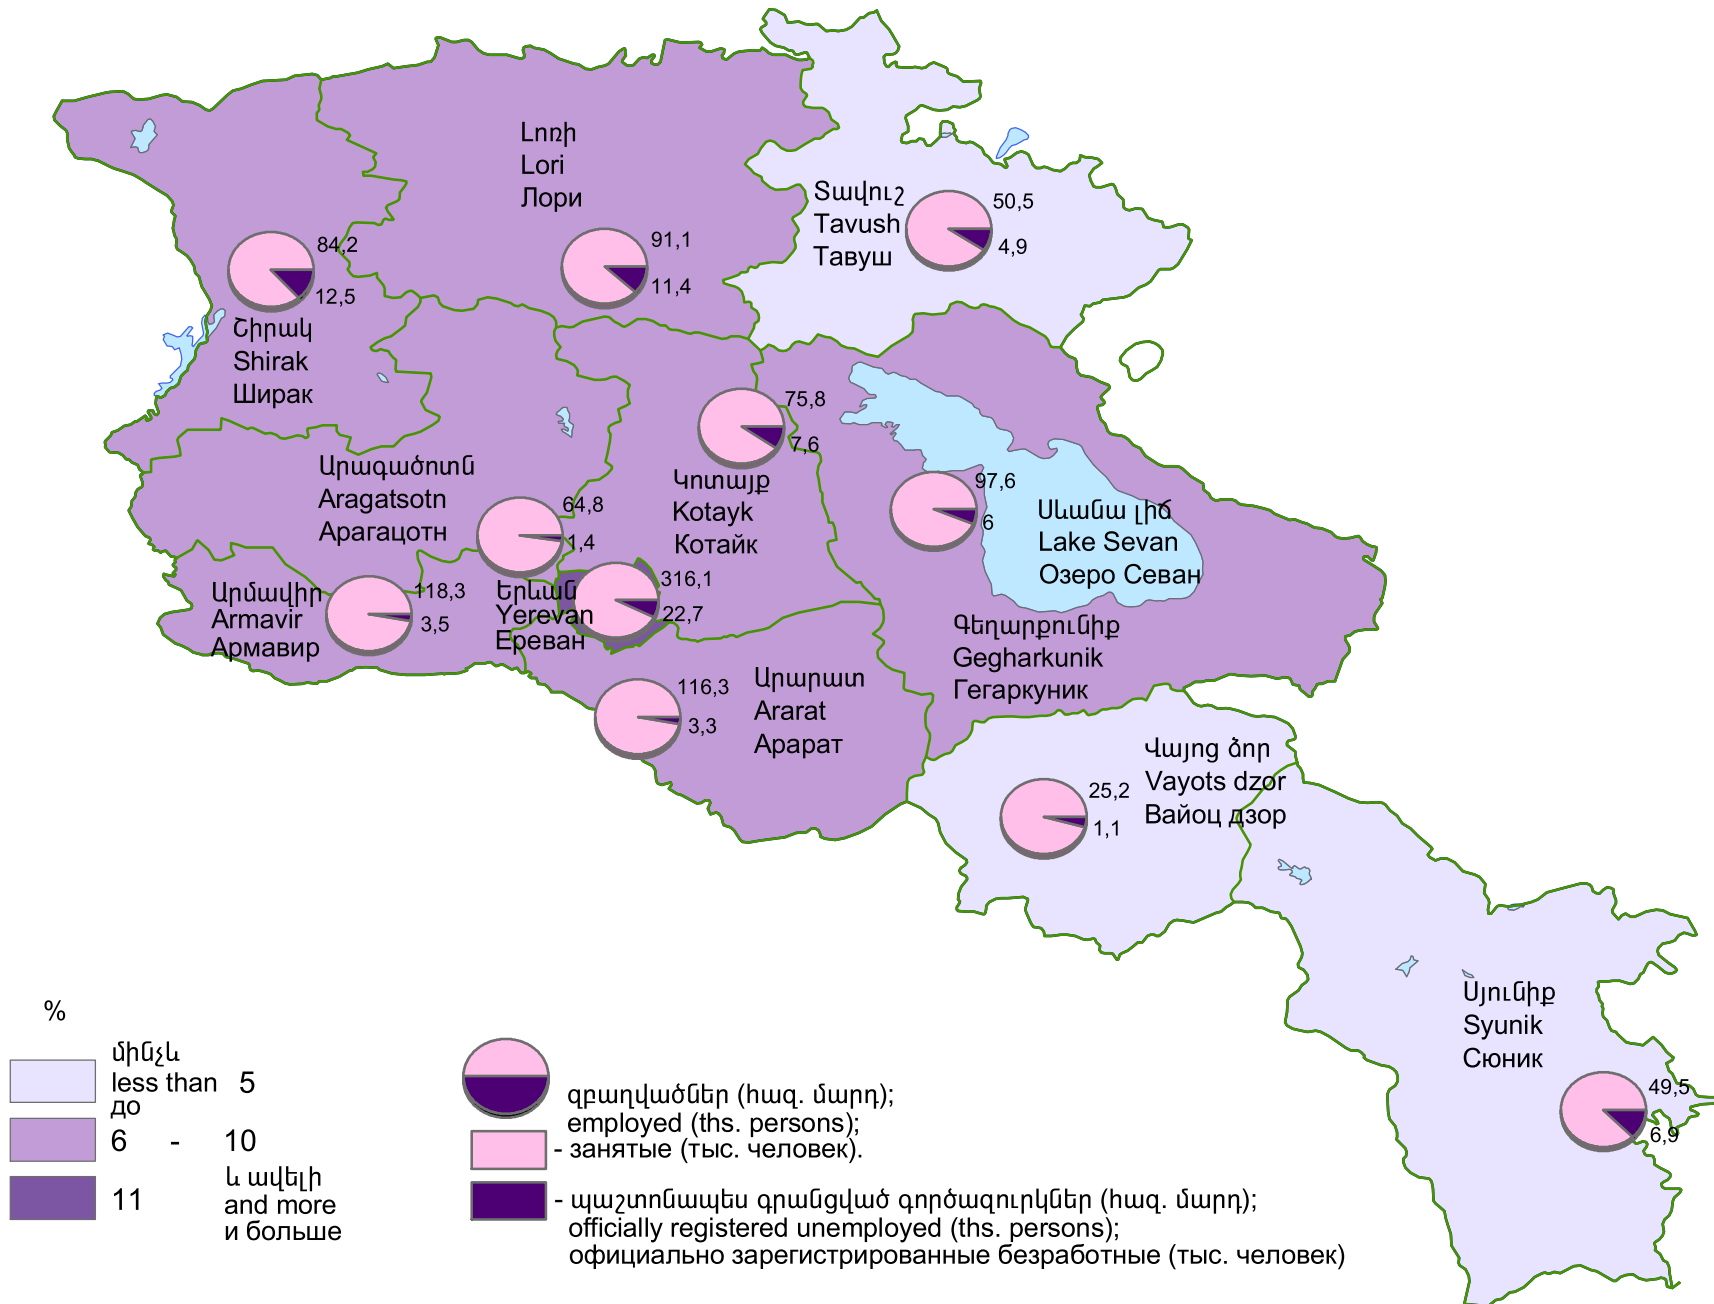 Լոռի
Lori
Лори
Տավուշ
Tavush
Тавуш
50,5
4,9
84,2
12,5
91,1
11,4
Շիրակ
Shirak
Ширак
75,8
7,6
Արագածոտն
Aragatsotn
Арагацотн
64,8
1,4
Կոտայք
Kotayk
Котайк
97,6
6
Սևանա լիճ
Lake Sevan
Озеро Севан
Արմավիր
Armavir
Армавир
118,3
3,5
Երևան
Yerevan
Ереван
316,1
22,7
Գեղարքունիք
Gegharkunik
Гегаркуник
116,3
3,3
Արարատ
Ararat
Арарат
Վայոց ձոր
Vayots dzor
Вайоц дзор
25,2
1,1
Սյունիք
Syunik
Сюник
49,5
6,9
%
մինչև
less than 5
до
6 - 10
11 և ավելի
and more
и больше
զբաղվածներ (հազ. մարդ);
employed (ths. persons);
- занятые (тыс. человек).
- պաշտոնապես գրանցված գործազուրկներ (հազ. մարդ);
officially registered unemployed (ths. persons);
официально зарегистрированные безработные (тыс. человек)